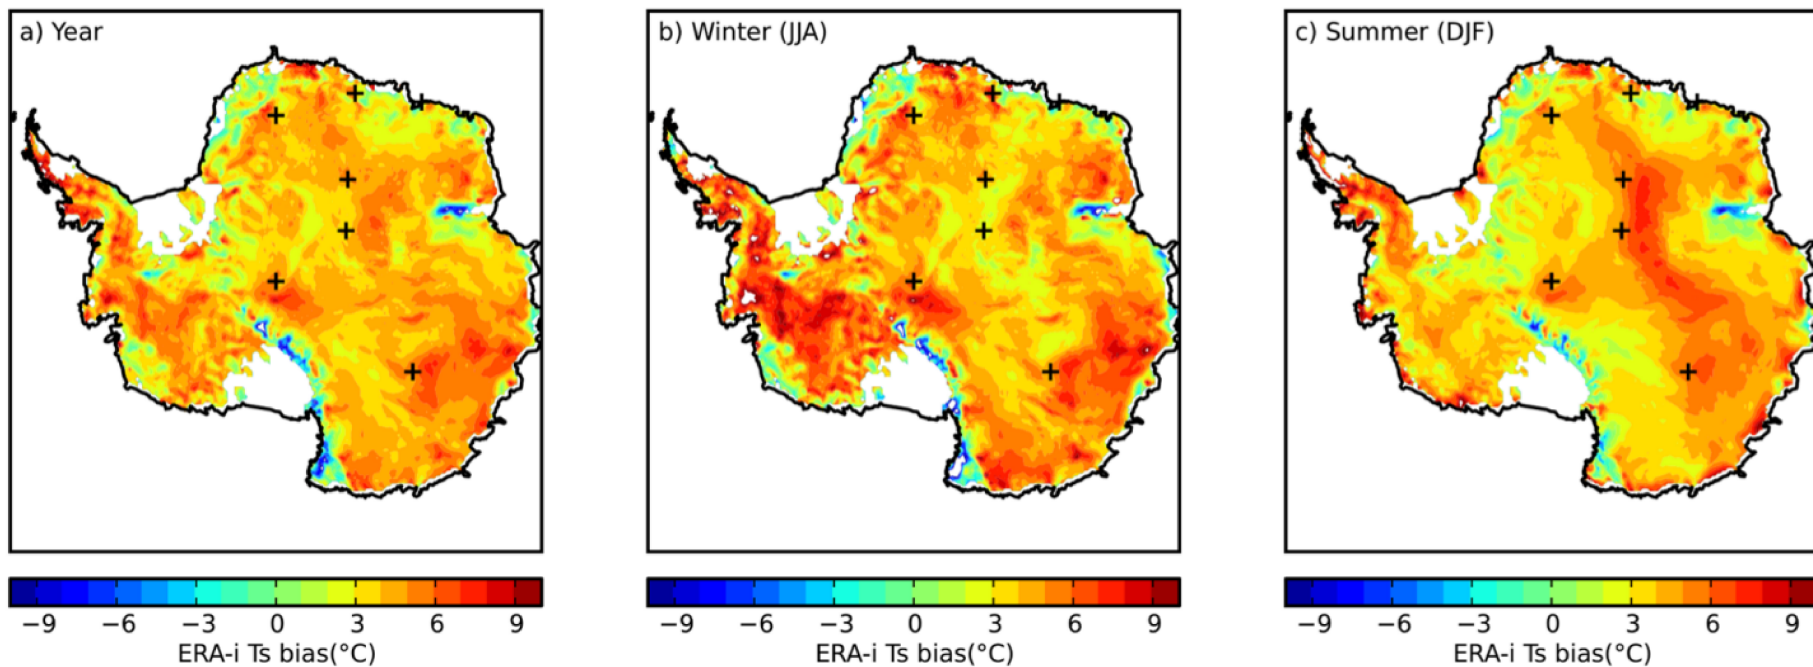 a) Year
b) Winter (JJA)
c) Summer (DJF)
−9 −6 −3 0 3 6 9
−9 −6 −3 0 3 6 9
−9 −6 −3 0 3 6 9
ERA-i Ts bias(°C)
ERA-i Ts bias(°C)
ERA-i Ts bias(°C)